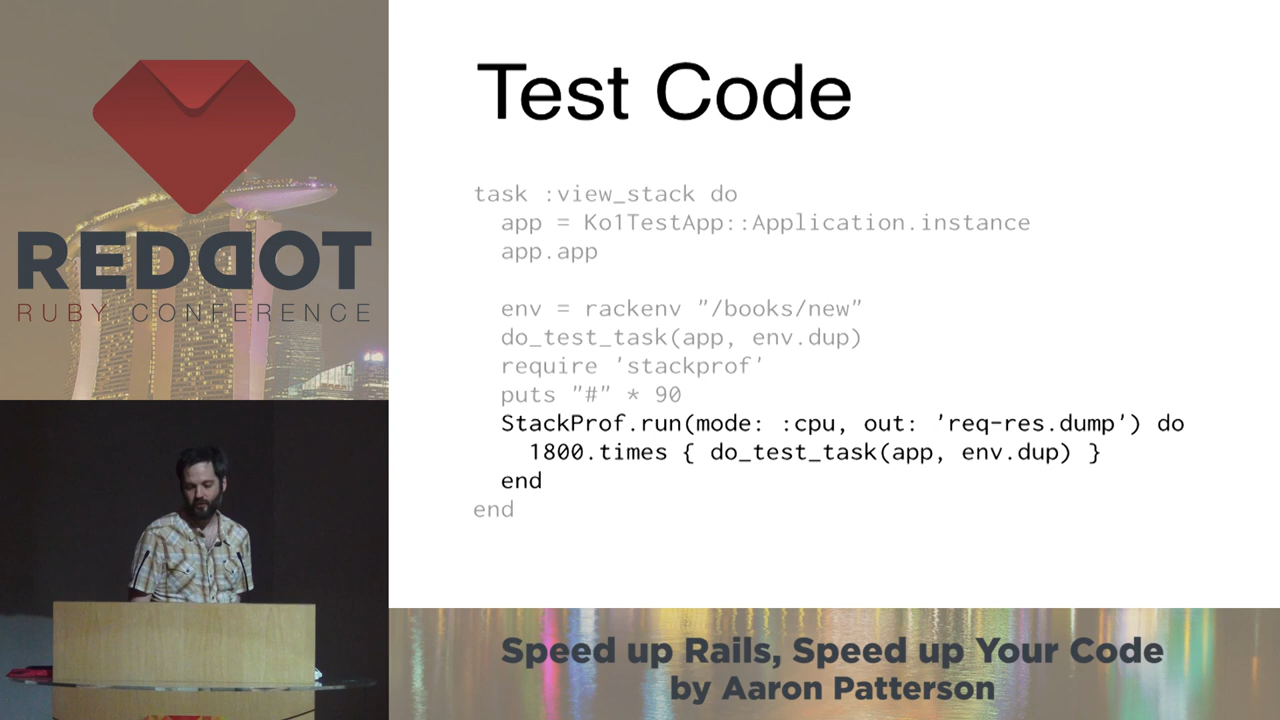 REDDOT
RUBY CONFERENCE
Test Code
task :view_stack do
  app = Ko1TestApp::Application.instance
  app.app

  env = rackenv "/books/new"
  do_test_task(app, env.dup)
  require 'stackprof'
  puts "#" * 90
  StackProf.run(mode: :cpu, out: 'req-res.dump') do
    1800.times { do_test_task(app, env.dup) }
  end
end
Speed up Rails, Speed up Your Code
by Aaron Patterson